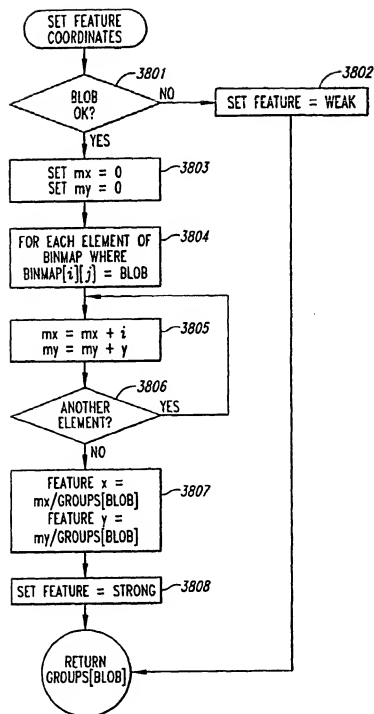 SET FEATURE
COORDINATES
3801
BLOB
OK?
NO
3802
SET FEATURE = WEAK
YES
3803
SET mx = 0
SET my = 0
3804
FOR EACH ELEMENT OF
BINMAP WHERE
BINMAP[i][j] = BLOB
3805
mx = mx + i
my = my + y
3806
ANOTHER
ELEMENT?
YES
NO
3807
FEATURE x =
mx/GROUPS[BLOB]
FEATURE y =
my/GROUPS[BLOB]
3808
SET FEATURE = STRONG
RETURN
GROUPS[BLOB]